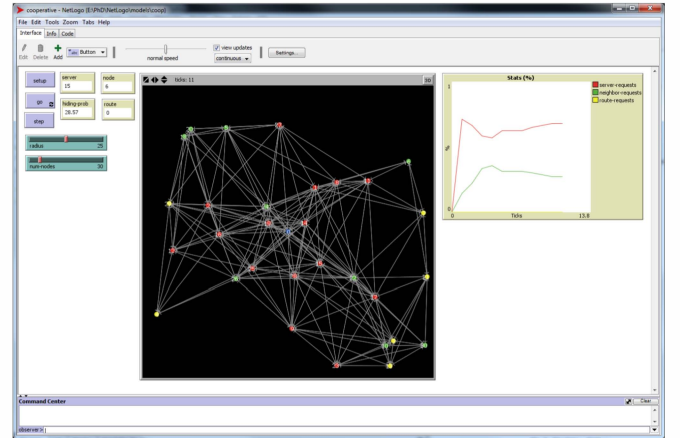 cooperative - NetLogo {E:\PhD\NetLogo\models\coop}
File Edit Tools Zoom Tabs Help
Interface Info Code
Edit Delete Add
Button
normal speed
view updates
continuous
Settings...
setup
server
15
node
6
go
hiding-prob
28.57
route
0
step
radius 25
num-nodes 30
ticks: 11
3D
Stats (%)
1
%
0
0 Ticks 13.8
server-requests
neighbor-requests
route-requests
Command Center
Clear
observer>